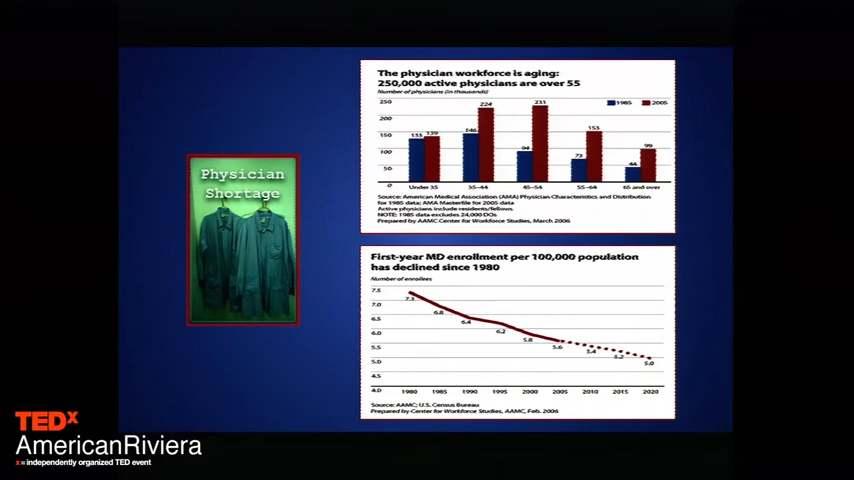 Physician
Shortage
The physician workforce is aging:
250,000 active physicians are over 55
Number of physicians (in thousands)
250
200
150
100
50
0
1985
2005
133
139
146
224
94
231
73
153
44
99
Under 35
35–44
45–54
55–64
65 and over
Source: American Medical Association (AMA) Physician Characteristics and Distribution
for 1985 data; AMA Masterfile for 2005 data
Active physicians include residents/fellows
NOTE: 1985 data excludes 24,000 DOs
Prepared by AAMC Center for Workforce Studies, March 2006
First-year MD enrollment per 100,000 population
has declined since 1980
Number of enrollees
7.5
7.0
6.5
6.0
5.5
5.0
4.5
4.0
7.3
6.8
6.4
6.2
5.8
5.6
5.4
5.2
5.0
1980
1985
1990
1995
2000
2005
2010
2015
2020
Source: AAMC; U.S. Census Bureau
Prepared by Center for Workforce Studies, AAMC, Feb. 2006
TEDx
AmericanRiviera
x = independently organized TED event